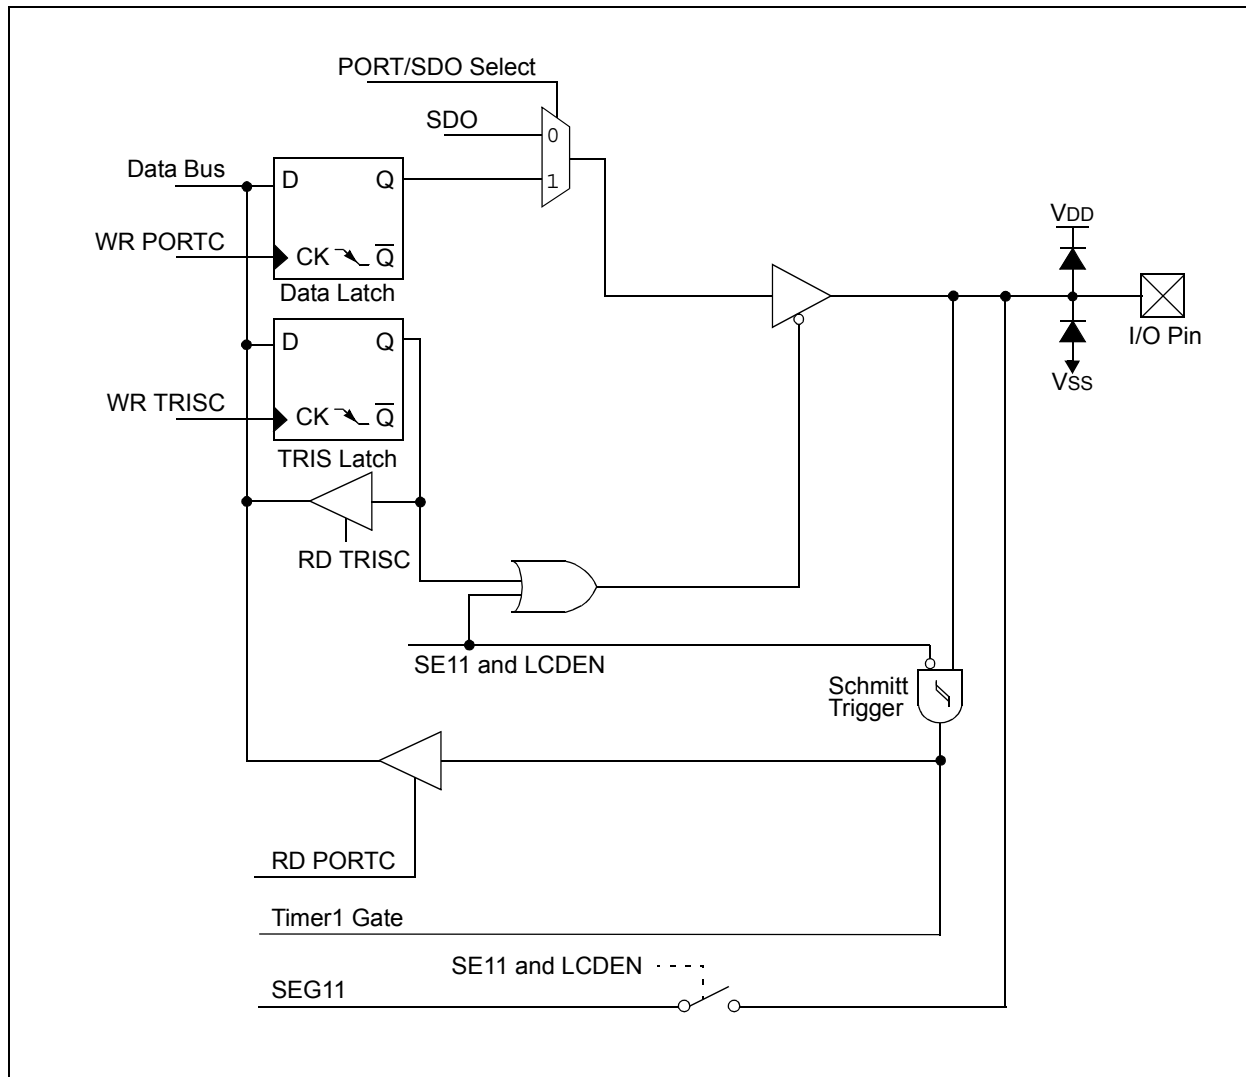 PORT/SDO Select
SDO
0
Data Bus
D
Q
1
WR PORTC
CK
Q̅
Data Latch
VDD
I/O Pin
VSS
D
Q
WR TRISC
CK
Q̅
TRIS Latch
RD TRISC
SE11 and LCDEN
Schmitt
Trigger
RD PORTC
Timer1 Gate
SE11 and LCDEN
SEG11